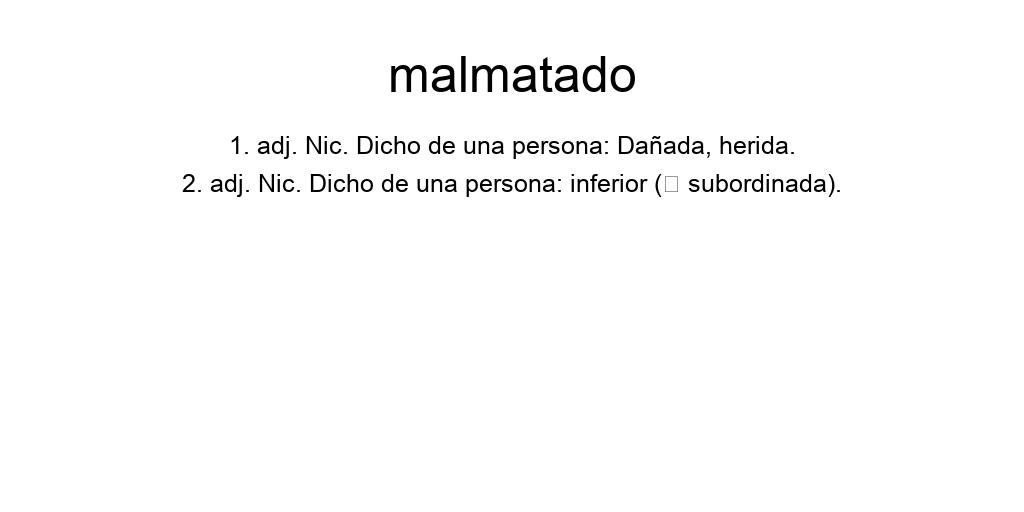 malmatado
1. adj. Nic. Dicho de una persona: Dañada, herida.
2. adj. Nic. Dicho de una persona: inferior (▯ subordinada).